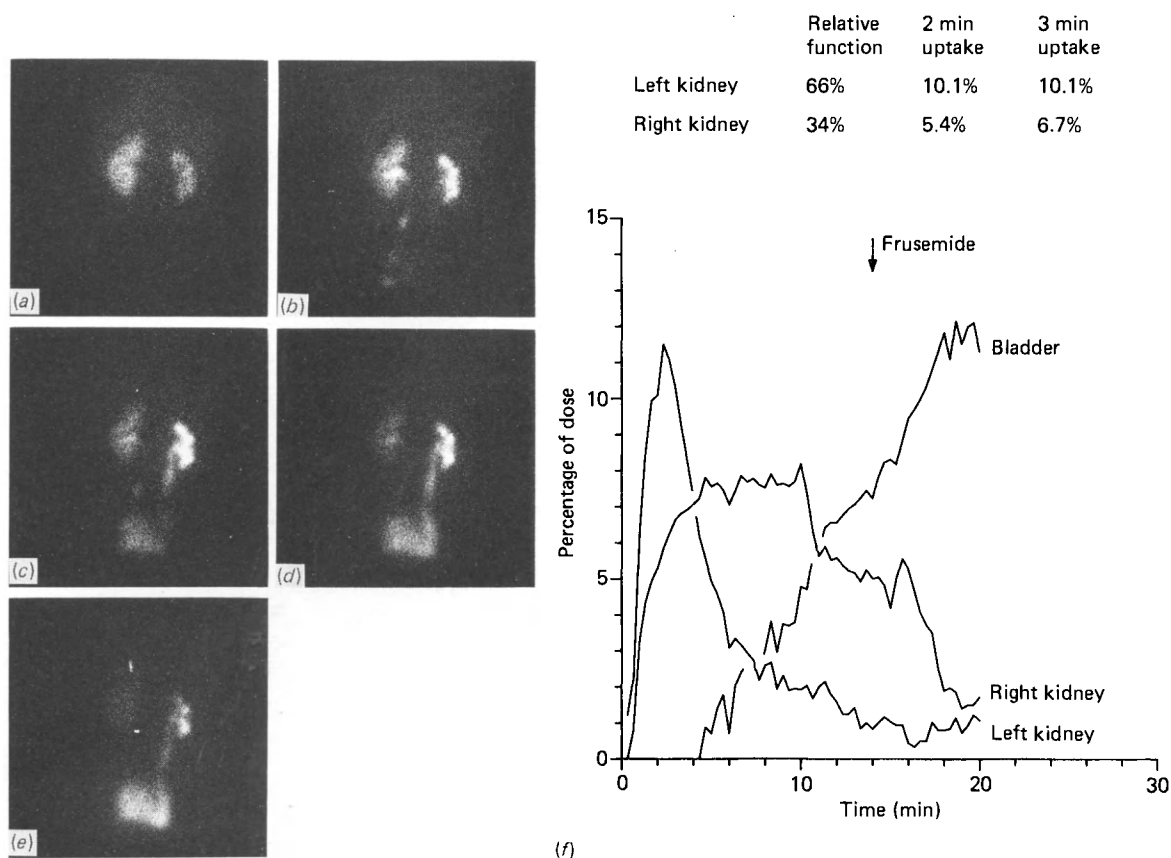 Relative 2 min 3 min
function uptake uptake
Left kidney 66% 10.1% 10.1%
Right kidney 34% 5.4% 6.7%
(a)
(b)
(c)
(d)
(e)
15
10
5
0
Percentage of dose
Frusemide
Bladder
Right kidney
Left kidney
0 10 20 30
Time (min)
(f)